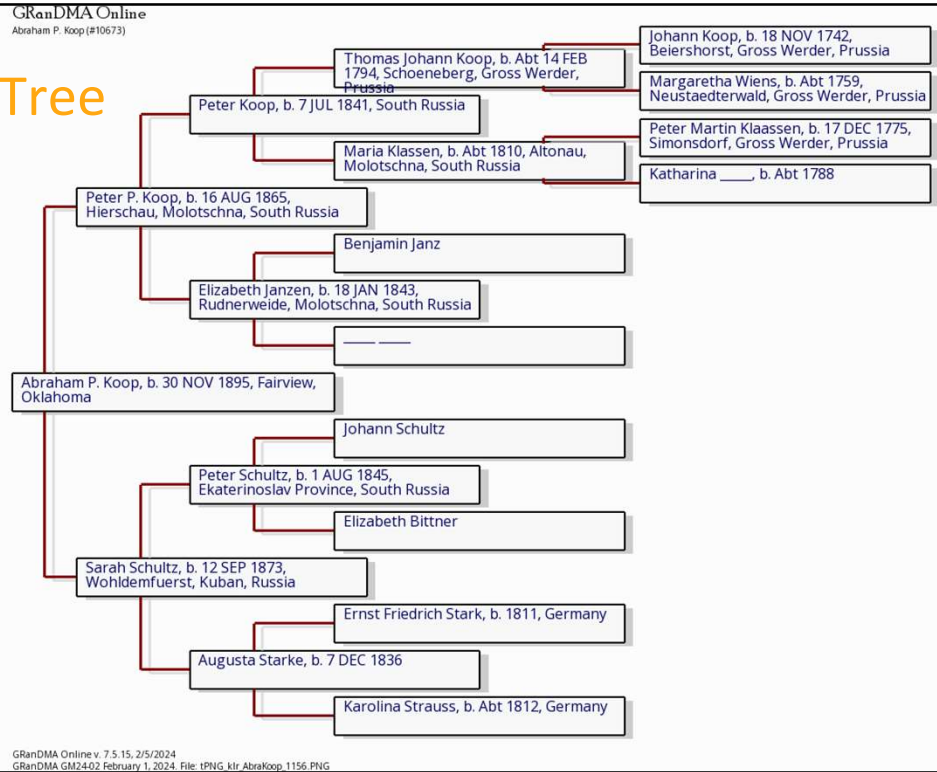 GRanDMA Online
Abraham P. Koop (#10673)
Tree
Johann Koop, b. 18 NOV 1742,
Beiershorst, Gross Werder, Prussia
Thomas Johann Koop, b. Abt 14 FEB
1794, Schoeneberg, Gross Werder,
Prussia
Margaretha Wiens, b. Abt 1759,
Neustaedterwald, Gross Werder, Prussia
Peter Koop, b. 7 JUL 1841, South Russia
Peter Martin Klaassen, b. 17 DEC 1775,
Simonsdorf, Gross Werder, Prussia
Maria Klassen, b. Abt 1810, Altonau,
Molotschna, South Russia
Katharina ____, b. Abt 1788
Peter P. Koop, b. 16 AUG 1865,
Hierschau, Molotschna, South Russia
Benjamin Janz
Elizabeth Janzen, b. 18 JAN 1843,
Rudnerweide, Molotschna, South Russia
____ ____
Abraham P. Koop, b. 30 NOV 1895, Fairview,
Oklahoma
Johann Schultz
Peter Schultz, b. 1 AUG 1845,
Ekaterinoslav Province, South Russia
Elizabeth Bittner
Sarah Schultz, b. 12 SEP 1873,
Wohldemfuerst, Kuban, Russia
Ernst Friedrich Stark, b. 1811, Germany
Augusta Starke, b. 7 DEC 1836
Karolina Strauss, b. Abt 1812, Germany
GRanDMA Online v. 7.5.15, 2/5/2024
GRanDMA GM24-02 February 1, 2024. File: tPNG_klr_AbraKoop_1156.PNG